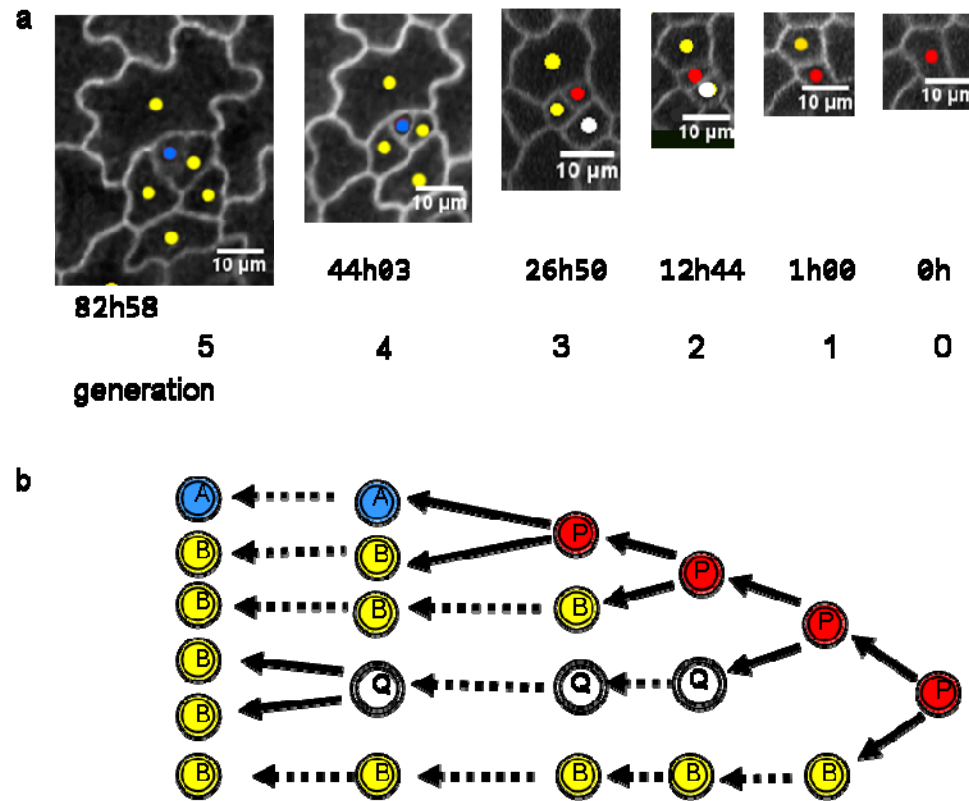 a
10 μm 10 μm 10 μm 10 μm 10 μm 10 μm
82h58 44h03 26h50 12h44 1h00 0h
5 4 3 2 1 0
generation
b
A A
P
B B
P
B B B
P
B Q Q Q
P
B
B B B B B